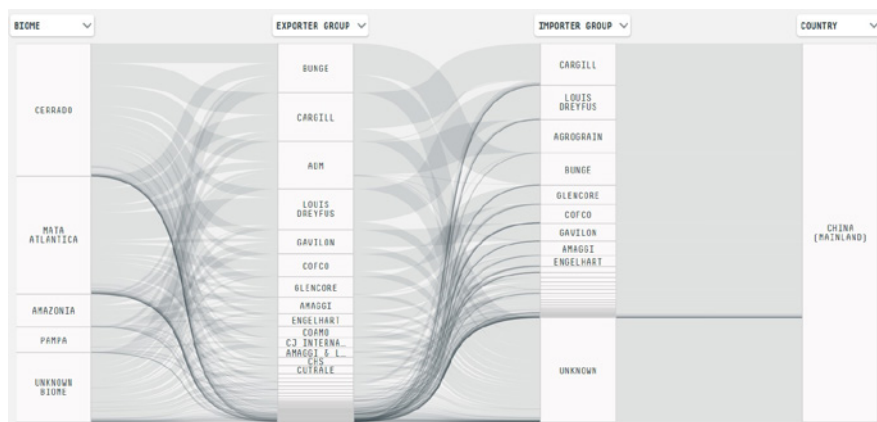 BIOME
EXPORTER GROUP
IMPORTER GROUP
COUNTRY
CERRADO
MATA
ATLANTICA
AMAZONIA
PAMPA
UNKNOWN
BIOME
BUNGE
CARGILL
ADM
LOUIS
DREYFUS
GAVILON
COFCO
GLENCORE
AMAGGI
ENGELHART
COAMO
CJ INTERNA…
AMAGGI & L…
CHS
CUTRALE
CARGILL
LOUIS
DREYFUS
AGROGRAIN
BUNGE
GLENCORE
COFCO
GAVILON
AMAGGI
ENGELHART
UNKNOWN
CHINA
(MAINLAND)